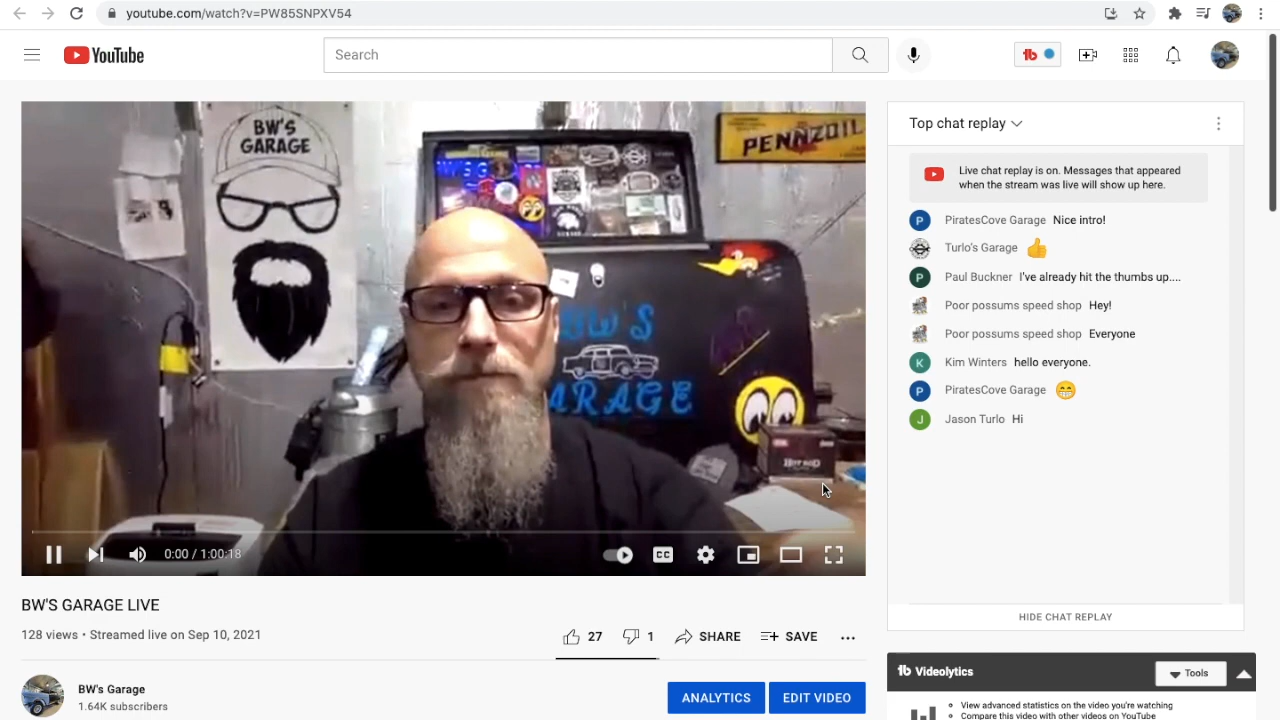 youtube.com/watch?v=PW85SNPXV54
YouTube
Search
BW'S
GARAGE
PENNZOIL
BW'S
GARAGE
HOT ROD
0:00 / 1:00:18
CC
BW'S GARAGE LIVE
128 views • Streamed live on Sep 10, 2021
27
1
SHARE
SAVE
BW's Garage
1.64K subscribers
ANALYTICS
EDIT VIDEO
Top chat replay
Live chat replay is on. Messages that appeared
when the stream was live will show up here.
P PiratesCove Garage Nice intro!
Turlo's Garage 👍
P Paul Buckner I've already hit the thumbs up....
Poor possums speed shop Hey!
Poor possums speed shop Everyone
K Kim Winters hello everyone.
P PiratesCove Garage 😁
J Jason Turlo Hi
HIDE CHAT REPLAY
tb Videolytics
Tools
View advanced statistics on the video you're watching
Compare this video with other videos on YouTube